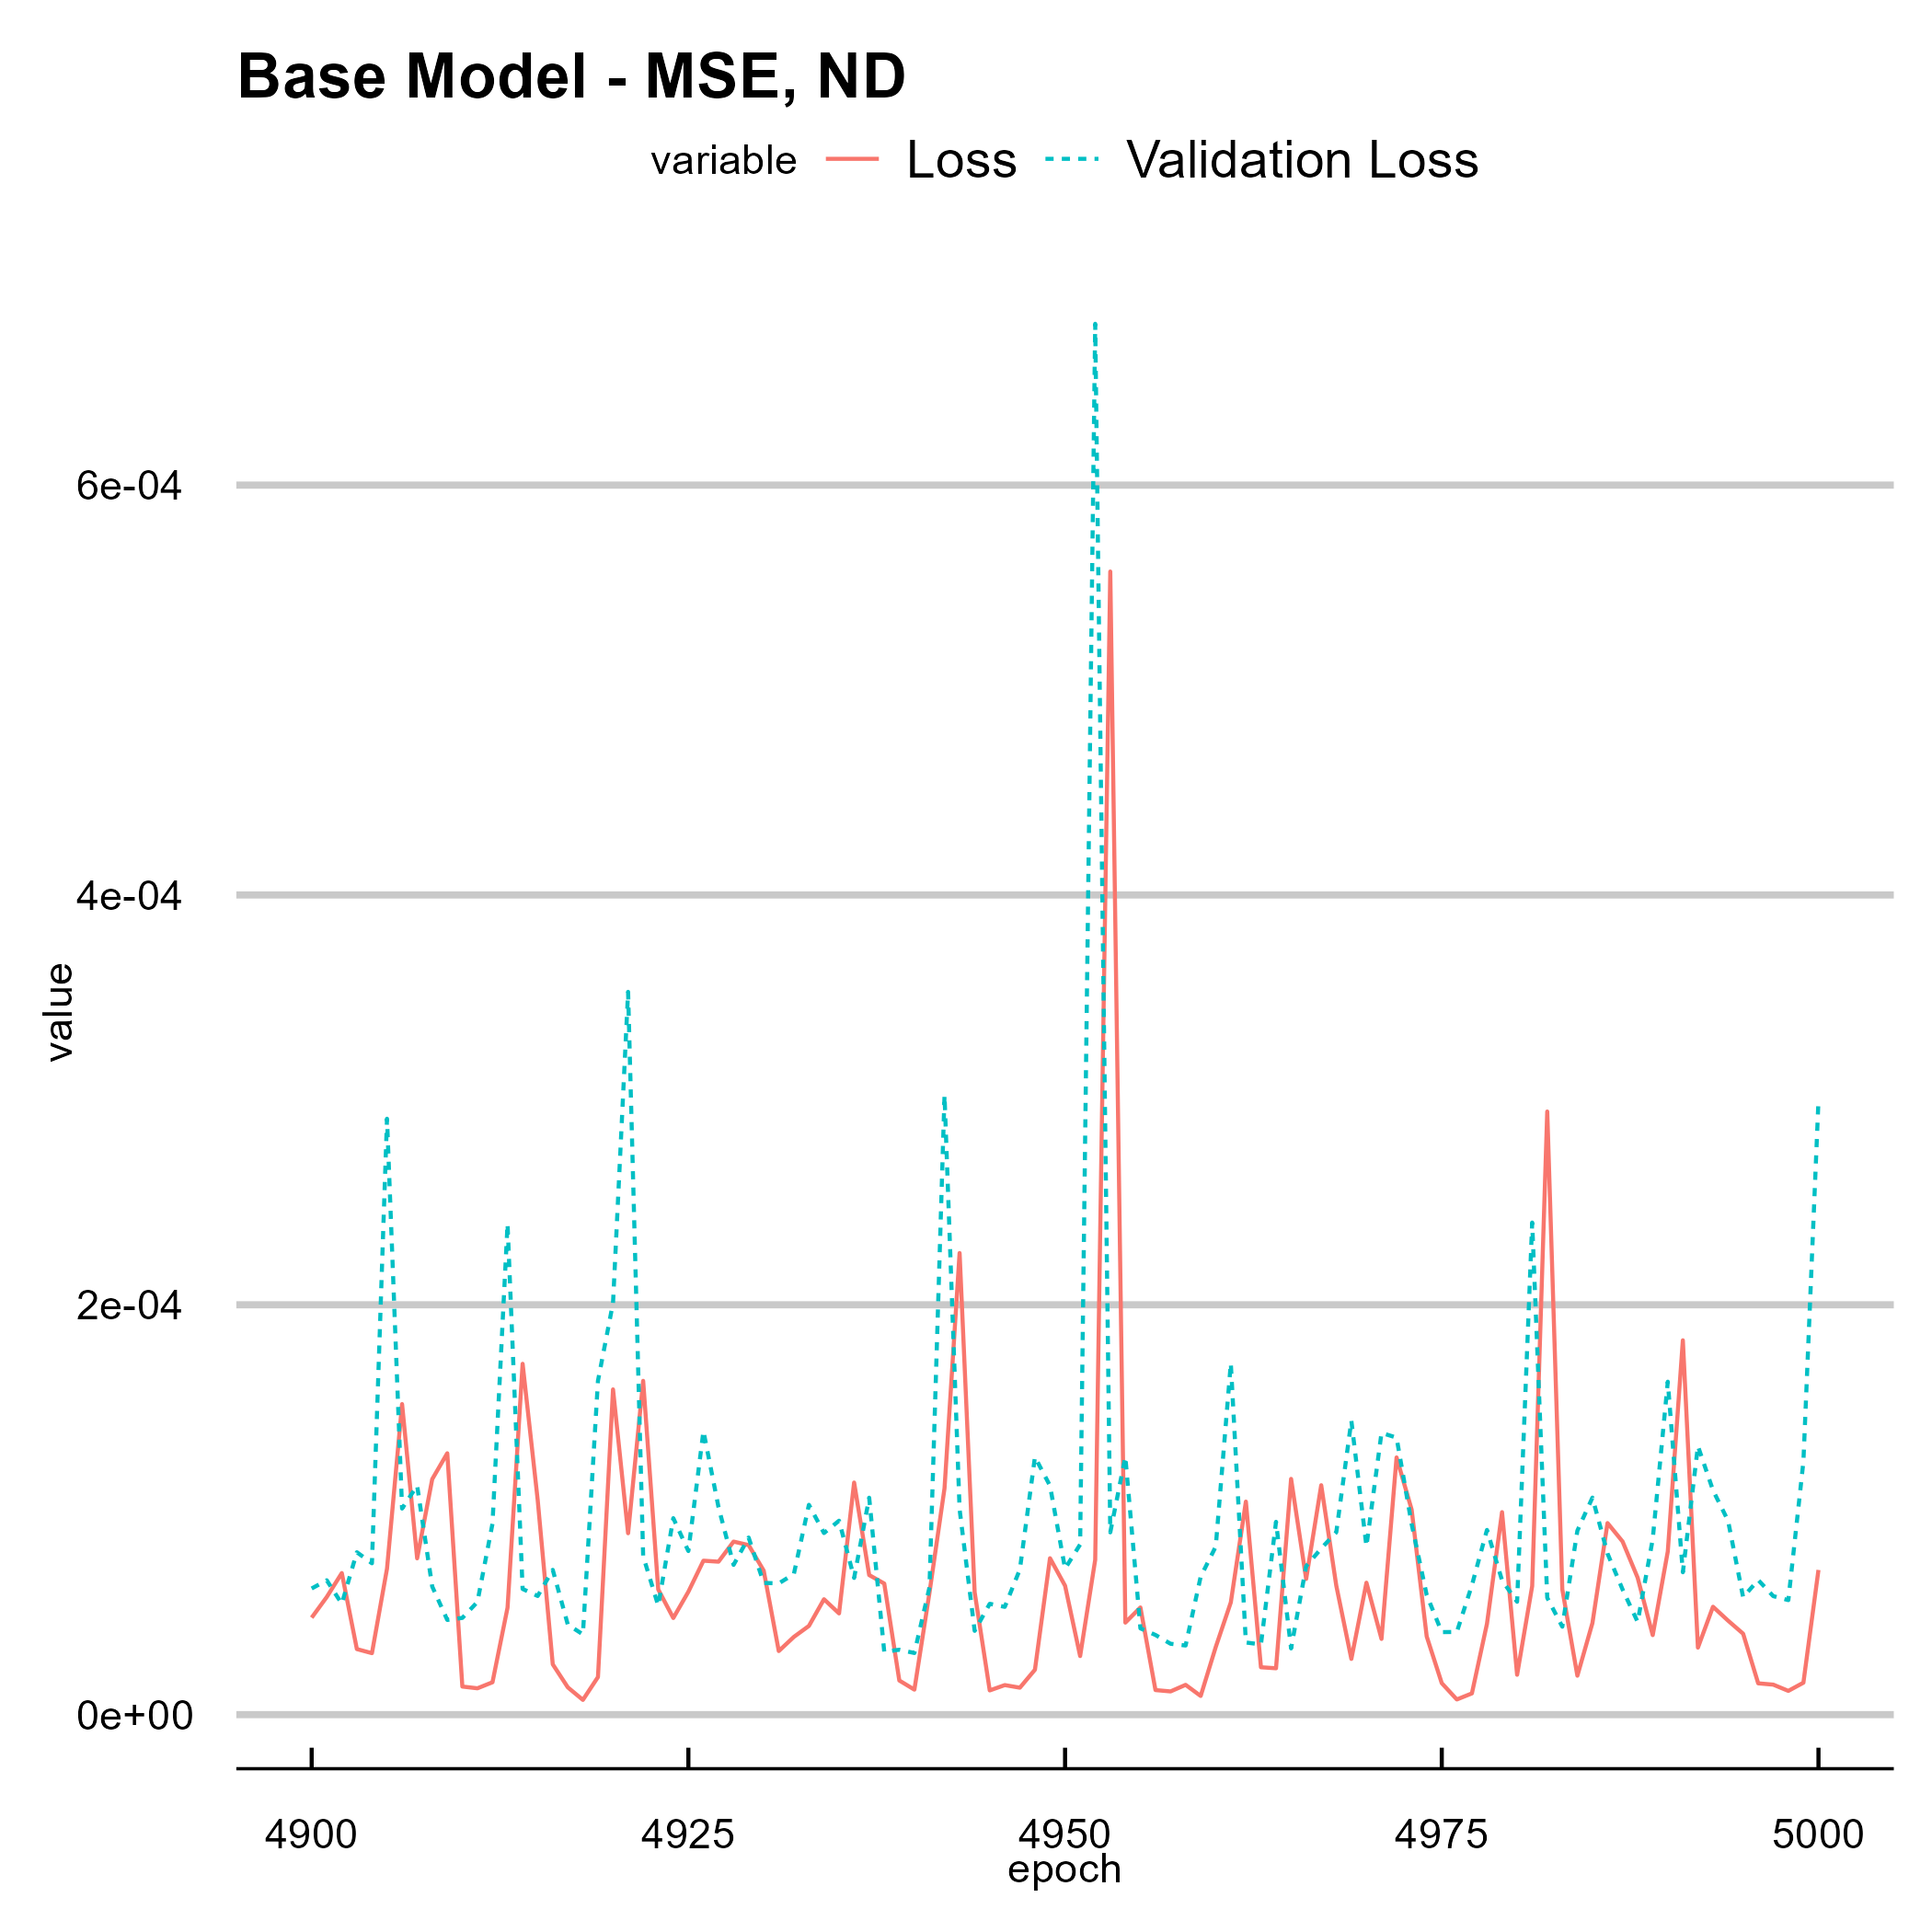 Base Model - MSE, ND
variable Loss Validation Loss
6e-04
4e-04
2e-04
0e+00
value
4900 4925 4950 4975 5000
epoch